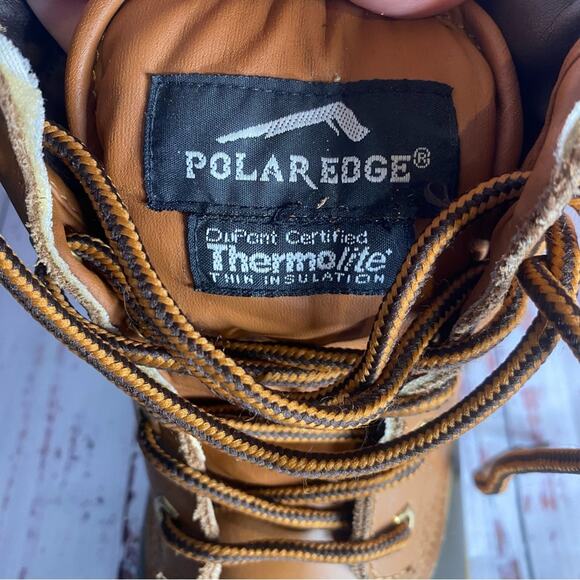 POLAR EDGE®
DuPont Certified
Thermolite
THIN INSULATION